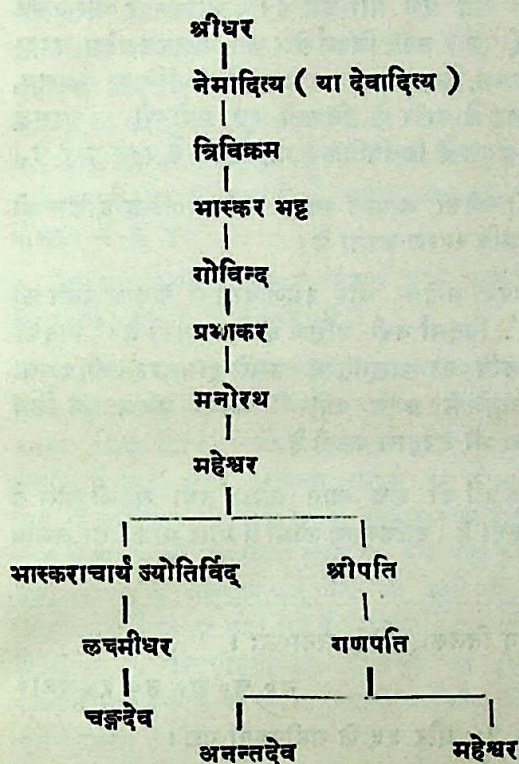 श्रीधर
नेमादित्य ( या देवादित्य )
त्रिविक्रम
भास्कर भट्ट
गोविन्द
प्रभाकर
मनोरथ
महेश्वर
भास्कराचार्य ज्योतिर्विद् श्रीपति
लक्ष्मीधर गणपति
चङ्गदेव
अनन्तदेव महेश्वर